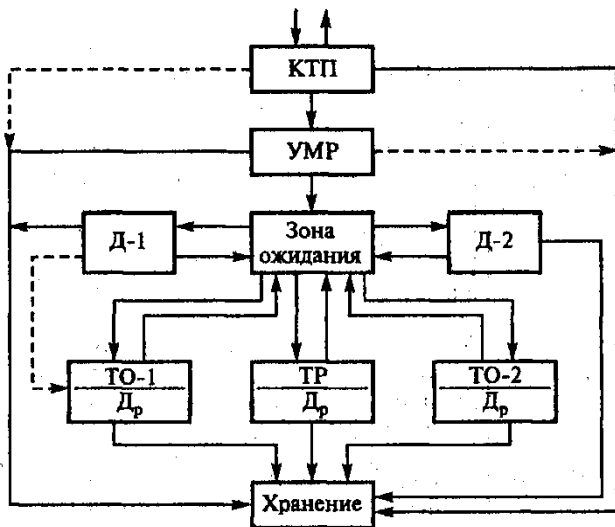 КТП
УМР
Д-1
Зона
ожидания
Д-2
ТО-1
Др
ТР
Др
ТО-2
Др
Хранение